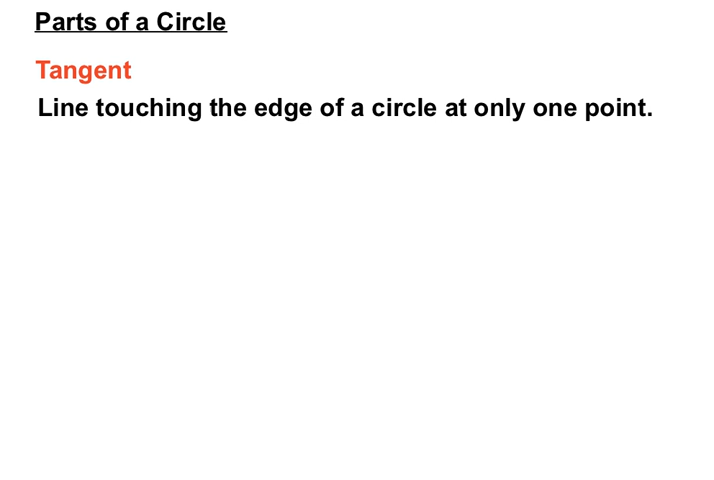 Parts of a Circle
Tangent
Line touching the edge of a circle at only one point.